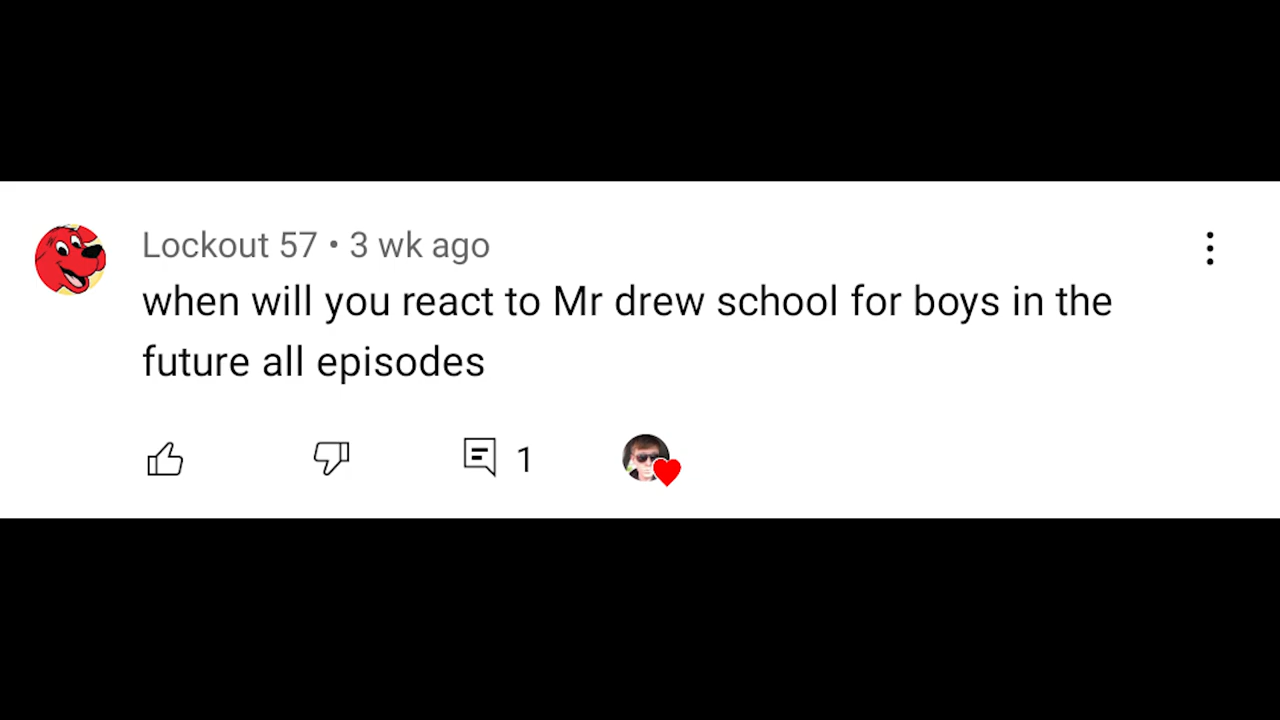 Lockout 57 • 3 wk ago
when will you react to Mr drew school for boys in the
future all episodes
1